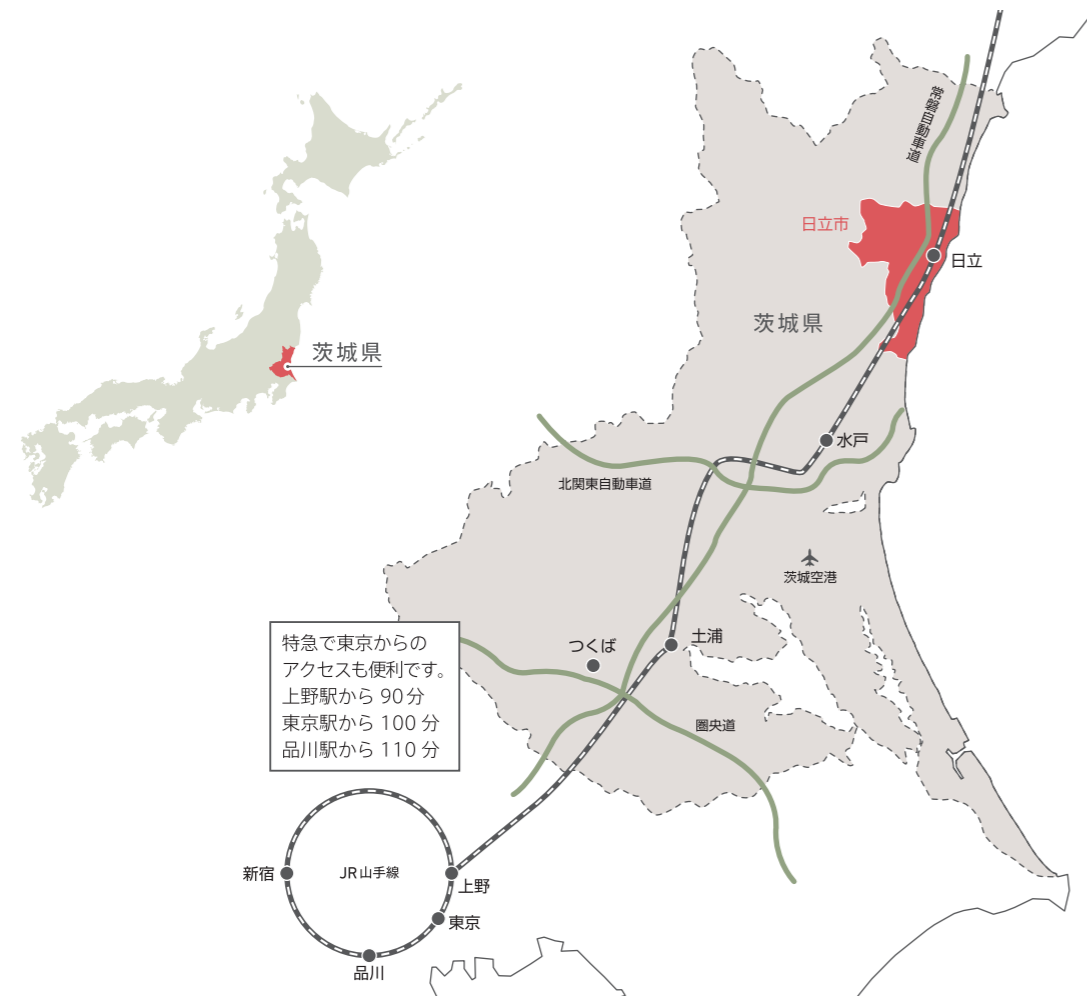 茨城県
常磐自動車道
日立市
日立
茨城県
水戸
北関東自動車道
茨城空港
つくば
土浦
圏央道
特急で東京からの
アクセスも便利です。
上野駅から 90 分
東京駅から 100 分
品川駅から 110 分
新宿
JR山手線
上野
東京
品川